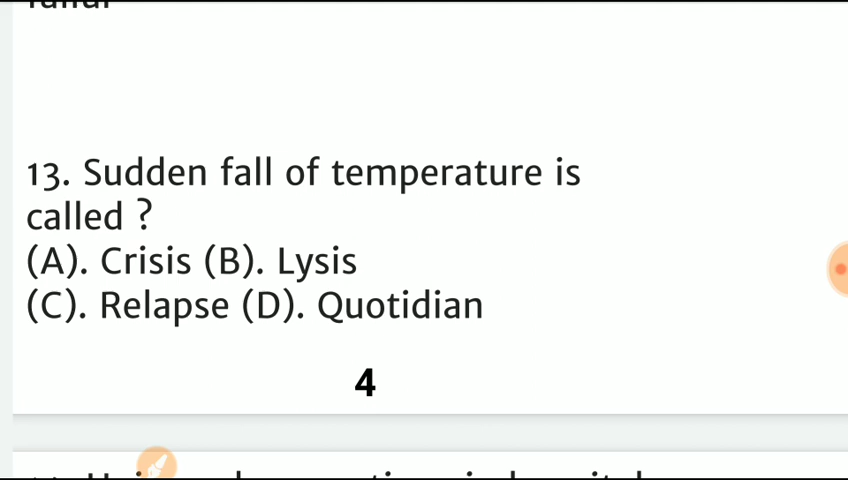 13. Sudden fall of temperature is
called ?
(A). Crisis (B). Lysis
(C). Relapse (D). Quotidian
4